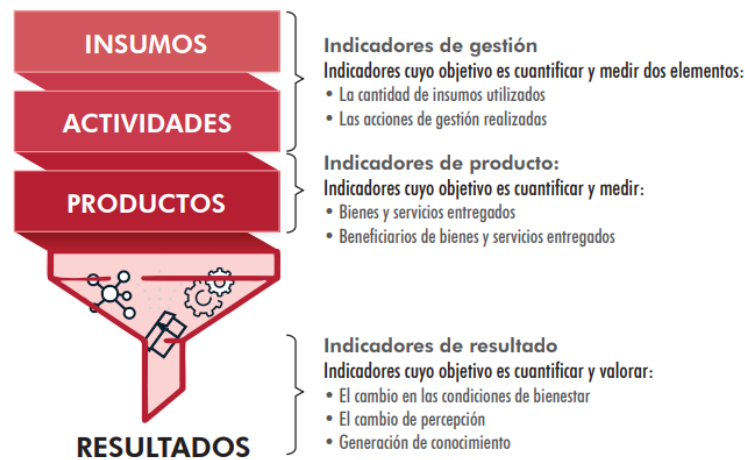 INSUMOS
ACTIVIDADES
PRODUCTOS
RESULTADOS
Indicadores de gestión
Indicadores cuyo objetivo es cuantificar y medir dos elementos:
• La cantidad de insumos utilizados
• Las acciones de gestión realizadas
Indicadores de producto:
Indicadores cuyo objetivo es cuantificar y medir:
• Bienes y servicios entregados
• Beneficiarios de bienes y servicios entregados
Indicadores de resultado
Indicadores cuyo objetivo es cuantificar y valorar:
• El cambio en las condiciones de bienestar
• El cambio de percepción
• Generación de conocimiento